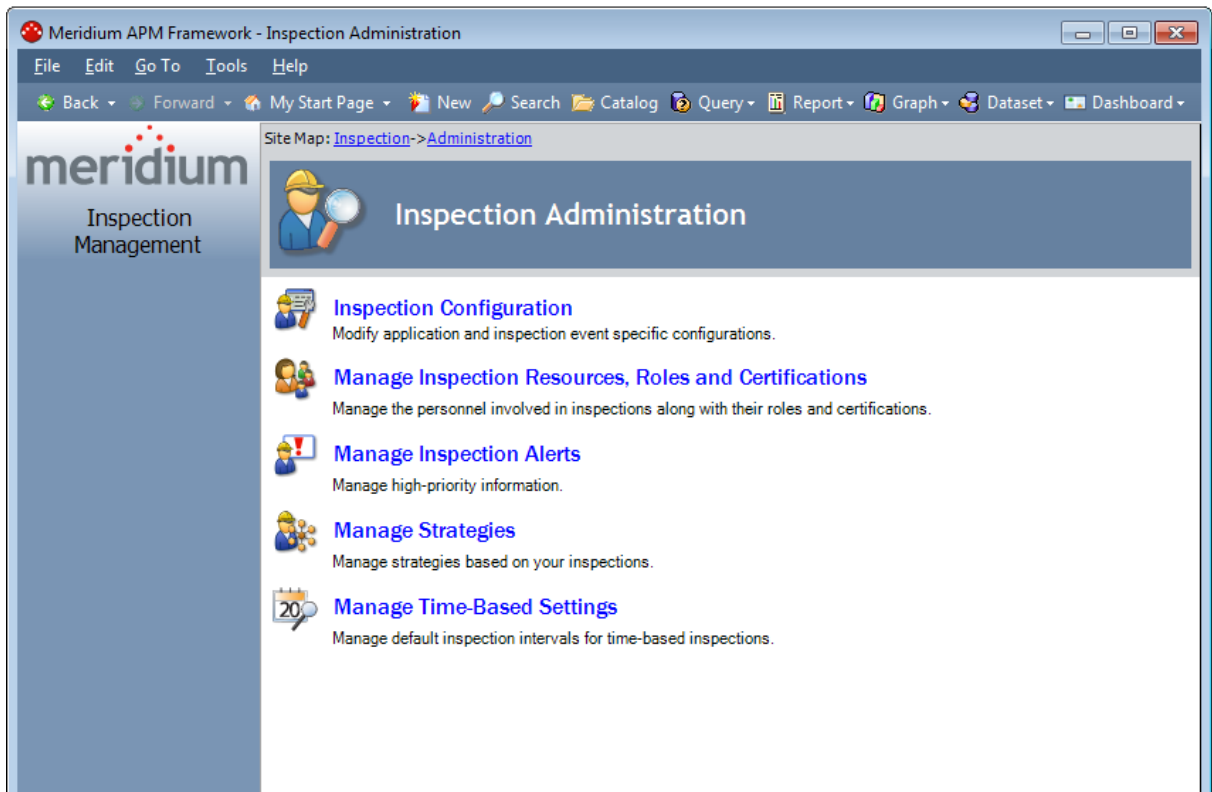 Meridium APM Framework - Inspection Administration
File Edit Go To Tools Help
Back Forward My Start Page New Search Catalog Query Report Graph Dataset Dashboard
meridium
Inspection
Management
Site Map: Inspection->Administration
Inspection Administration
Inspection Configuration
Modify application and inspection event specific configurations.
Manage Inspection Resources, Roles and Certifications
Manage the personnel involved in inspections along with their roles and certifications.
Manage Inspection Alerts
Manage high-priority information.
Manage Strategies
Manage strategies based on your inspections.
20
Manage Time-Based Settings
Manage default inspection intervals for time-based inspections.